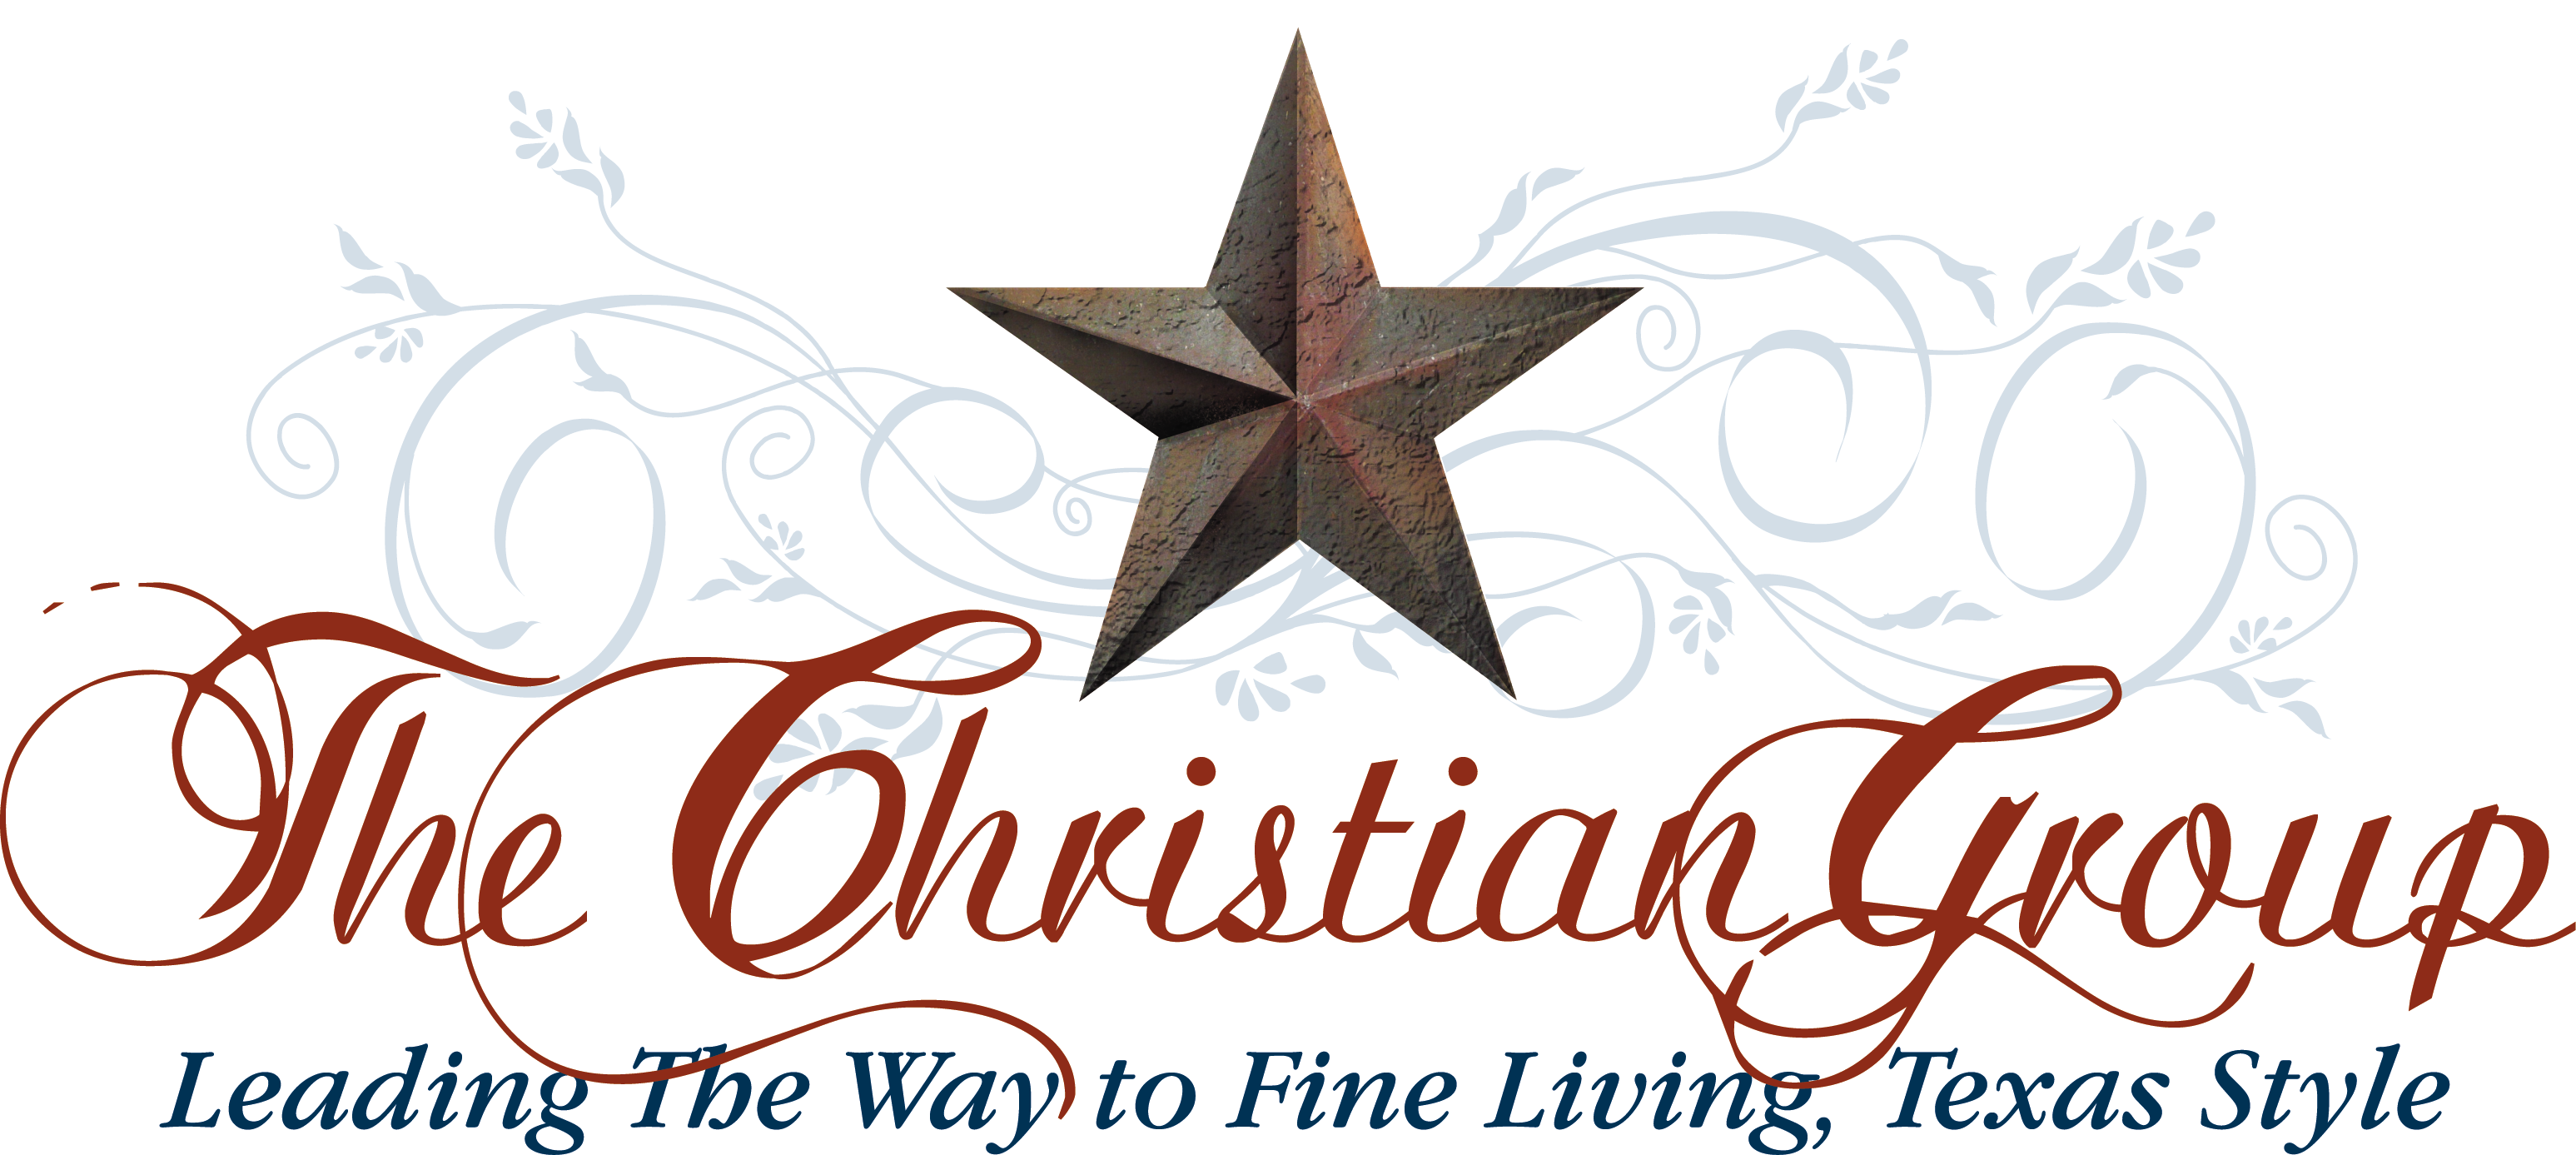 The Christian Group
Leading The Way to Fine Living, Texas Style